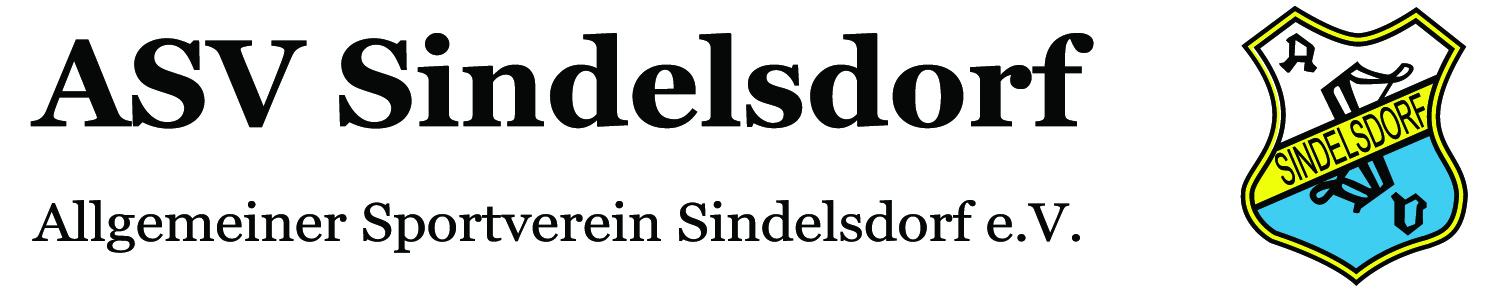 ASV Sindelsdorf
Allgemeiner Sportverein Sindelsdorf e.V.
A
S
SINDELSDORF
V